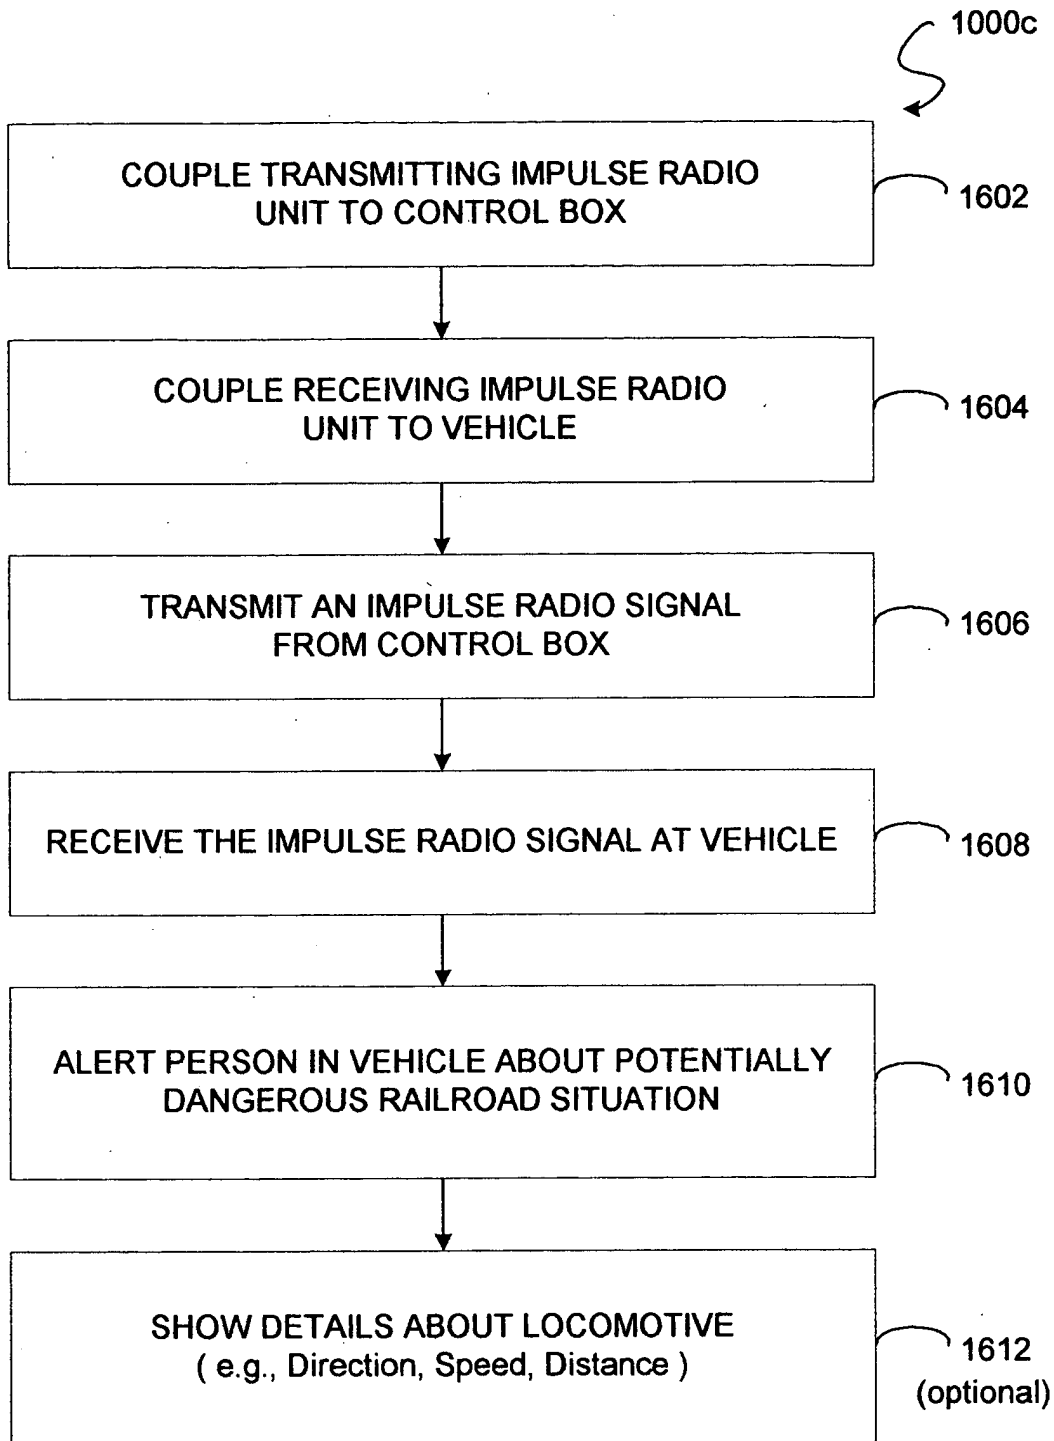 1000c
COUPLE TRANSMITTING IMPULSE RADIO
UNIT TO CONTROL BOX
1602
COUPLE RECEIVING IMPULSE RADIO
UNIT TO VEHICLE
1604
TRANSMIT AN IMPULSE RADIO SIGNAL
FROM CONTROL BOX
1606
RECEIVE THE IMPULSE RADIO SIGNAL AT VEHICLE
1608
ALERT PERSON IN VEHICLE ABOUT POTENTIALLY
DANGEROUS RAILROAD SITUATION
1610
SHOW DETAILS ABOUT LOCOMOTIVE
( e.g., Direction, Speed, Distance )
1612
(optional)